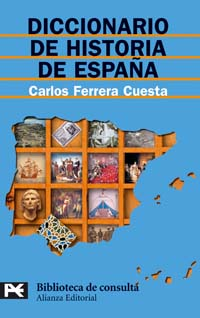 DICCIONARIO
DE HISTORIA
DE ESPAÑA
Carlos Ferrera Cuesta
Biblioteca de consulta
Alianza Editorial